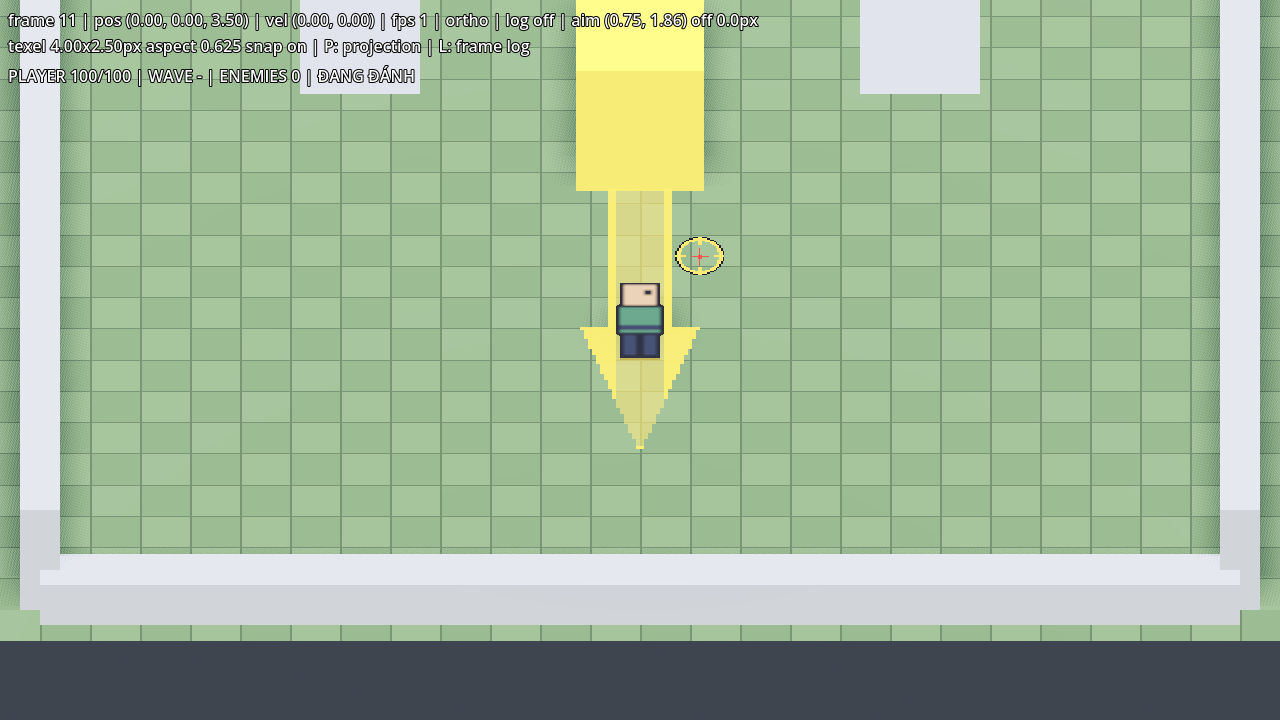 frame 11 | pos (0.00, 0.00, 3.50) | vel (0.00, 0.00) | fps 1 | ortho | log off | aim (0.75, 1.86) off 0.0px
texel 4.00x2.50px aspect 0.625 snap on | P: projection | L: frame log
PLAYER 100/100 | WAVE - | ENEMIES 0 | ĐANG ĐÁNH